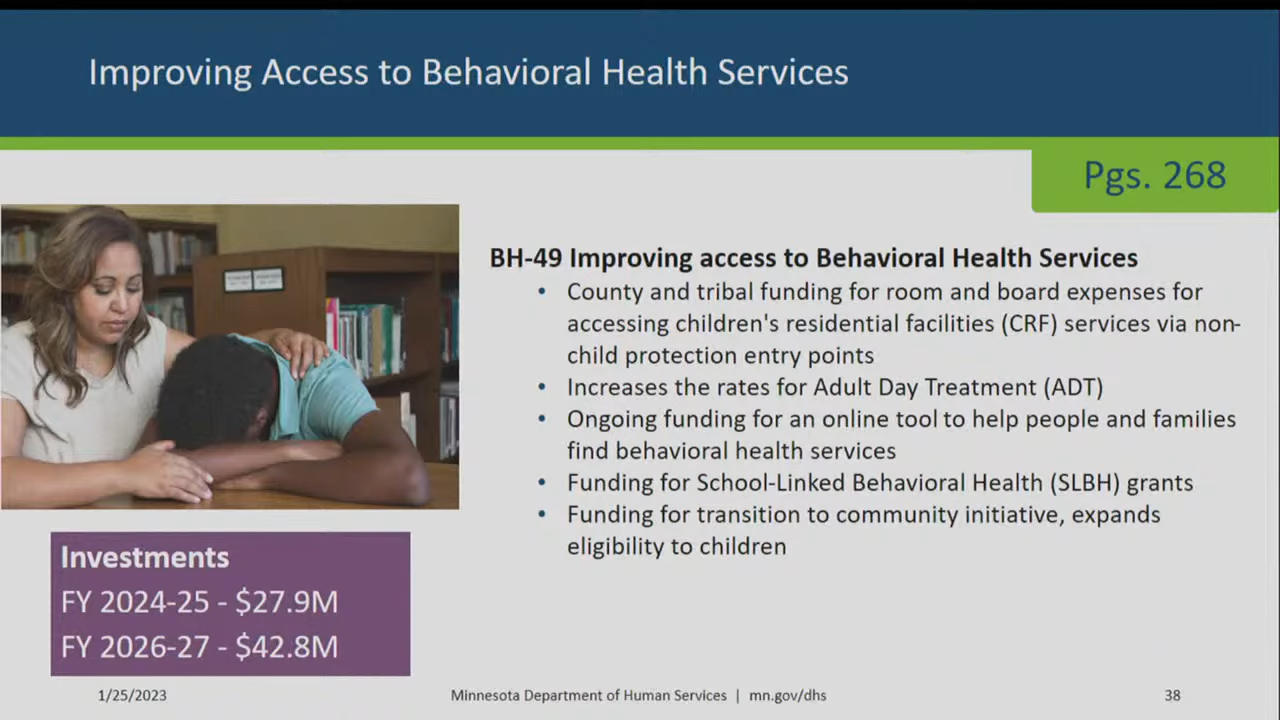 Improving Access to Behavioral Health Services
Pgs. 268
BH-49 Improving access to Behavioral Health Services
• County and tribal funding for room and board expenses for
accessing children's residential facilities (CRF) services via non-
child protection entry points
• Increases the rates for Adult Day Treatment (ADT)
• Ongoing funding for an online tool to help people and families
find behavioral health services
• Funding for School-Linked Behavioral Health (SLBH) grants
• Funding for transition to community initiative, expands
eligibility to children
Investments
FY 2024-25 - $27.9M
FY 2026-27 - $42.8M
1/25/2023
Minnesota Department of Human Services | mn.gov/dhs
38